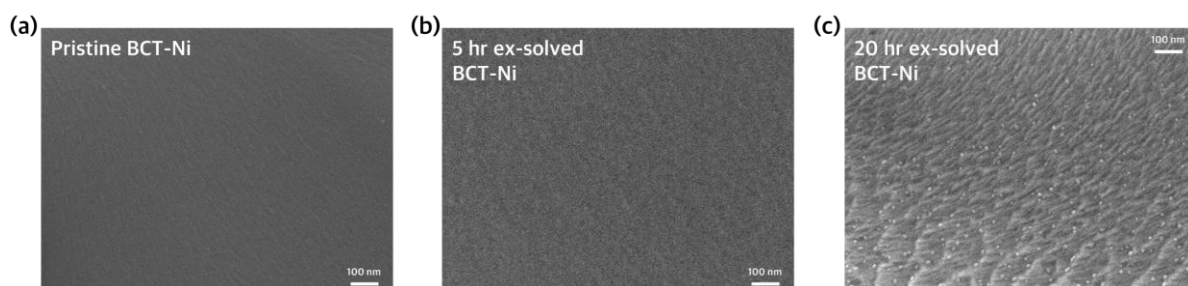 (a)
Pristine BCT-Ni
100 nm
(b)
5 hr ex-solved
BCT-Ni
100 nm
(c)
20 hr ex-solved
BCT-Ni
100 nm